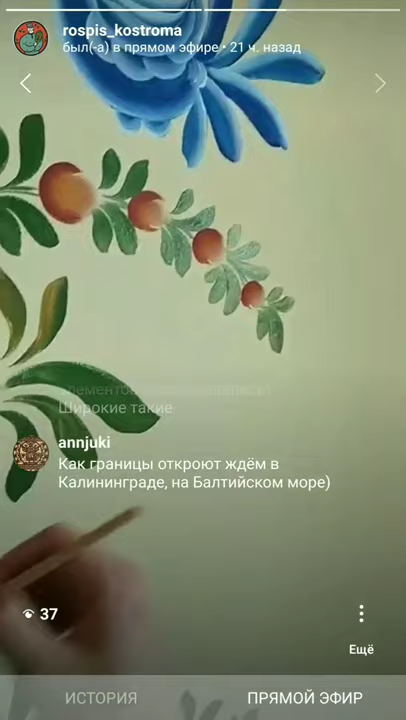 rospis_kostroma
был(-а) в прямом эфире • 21 ч. назад
Широкие такие
annjuki
Как границы откроют ждём в
Калининграде, на Балтийском море)
37
Ещё
ИСТОРИЯ
ПРЯМОЙ ЭФИР